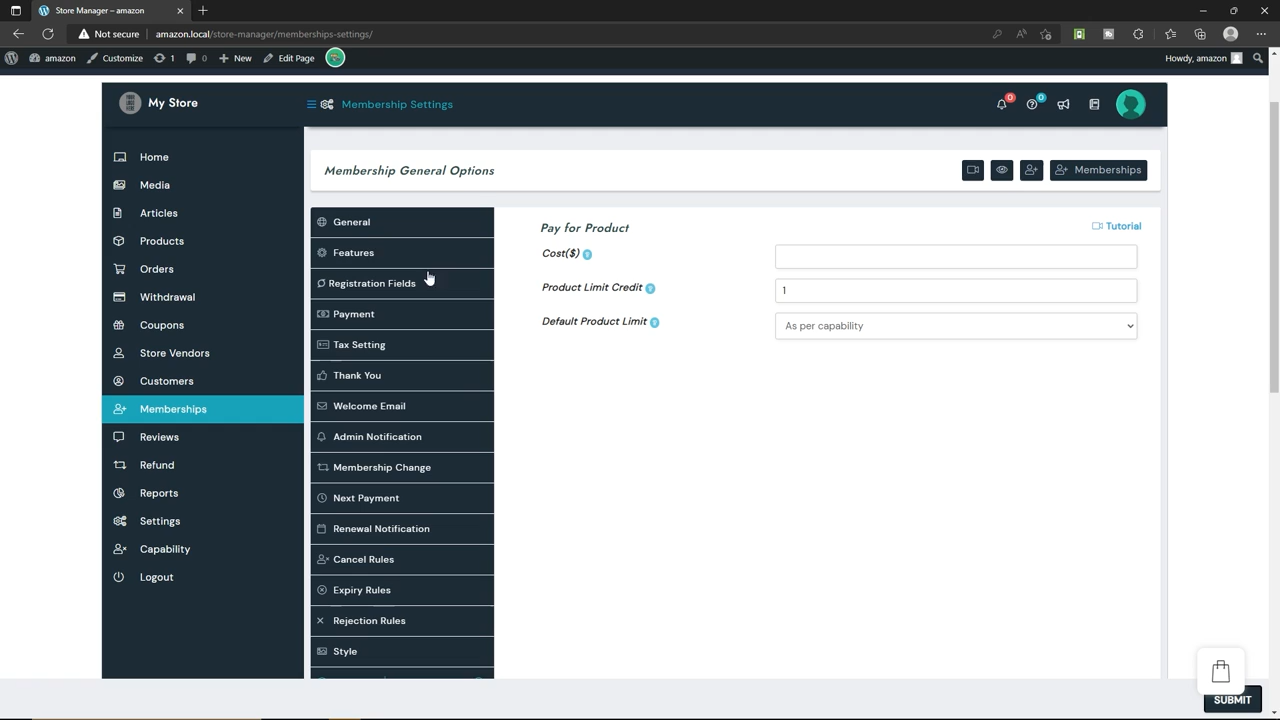 Store Manager – amazon
Not secure
amazon.local/store-manager/memberships-settings/
amazon
Customize
1
0
New
Edit Page
Howdy, amazon
My Store
Membership Settings
0
0
Home
Media
Articles
Products
Orders
Withdrawal
Coupons
Store Vendors
Customers
Memberships
Reviews
Refund
Reports
Settings
Capability
Logout
Membership General Options
Memberships
General
Features
Registration Fields
Payment
Tax Setting
Thank You
Welcome Email
Admin Notification
Membership Change
Next Payment
Renewal Notification
Cancel Rules
Expiry Rules
Rejection Rules
Style
Pay for Product
Tutorial
Cost($)
Product Limit Credit
1
Default Product Limit
As per capability
SUBMIT